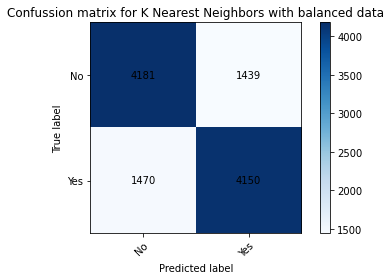 Confussion matrix for K Nearest Neighbors with balanced data
No
4181
1439
Yes
1470
4150
True label
No
Yes
Predicted label
4000
3500
3000
2500
2000
1500